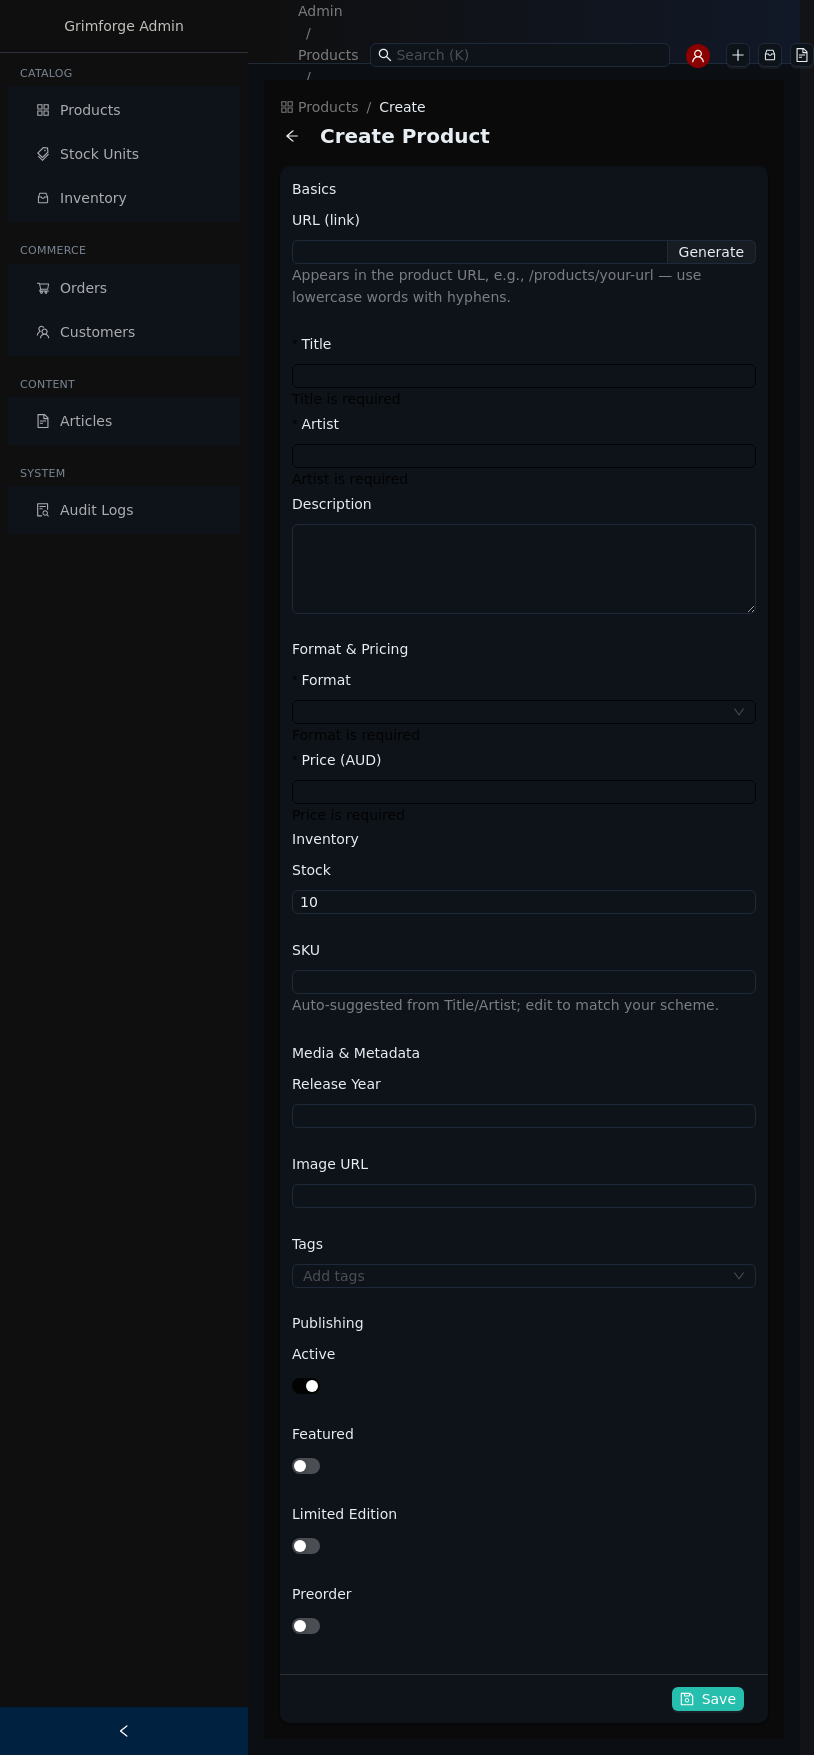 Grimforge Admin
CATALOG
Products
Stock Units
Inventory
COMMERCE
Orders
Customers
CONTENT
Articles
SYSTEM
Audit Logs
Admin
/
Products
/
Search (K)
Products / Create
Create Product
Basics
URL (link)
Generate
Appears in the product URL, e.g., /products/your-url — use
lowercase words with hyphens.
* Title
Title is required
* Artist
Artist is required
Description
Format & Pricing
* Format
Format is required
* Price (AUD)
Price is required
Inventory
Stock
10
SKU
Auto-suggested from Title/Artist; edit to match your scheme.
Media & Metadata
Release Year
Image URL
Tags
Add tags
Publishing
Active
Featured
Limited Edition
Preorder
Save